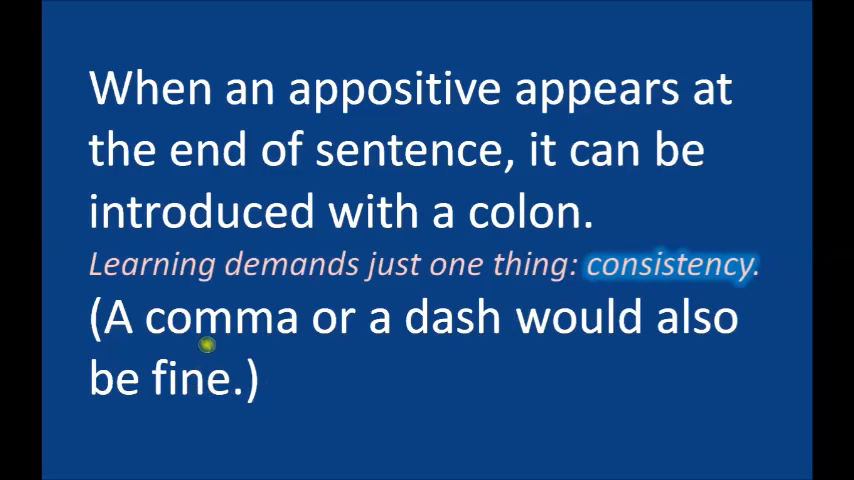 When an appositive appears at
the end of sentence, it can be
introduced with a colon.
Learning demands just one thing: consistency.
(A comma or a dash would also
be fine.)